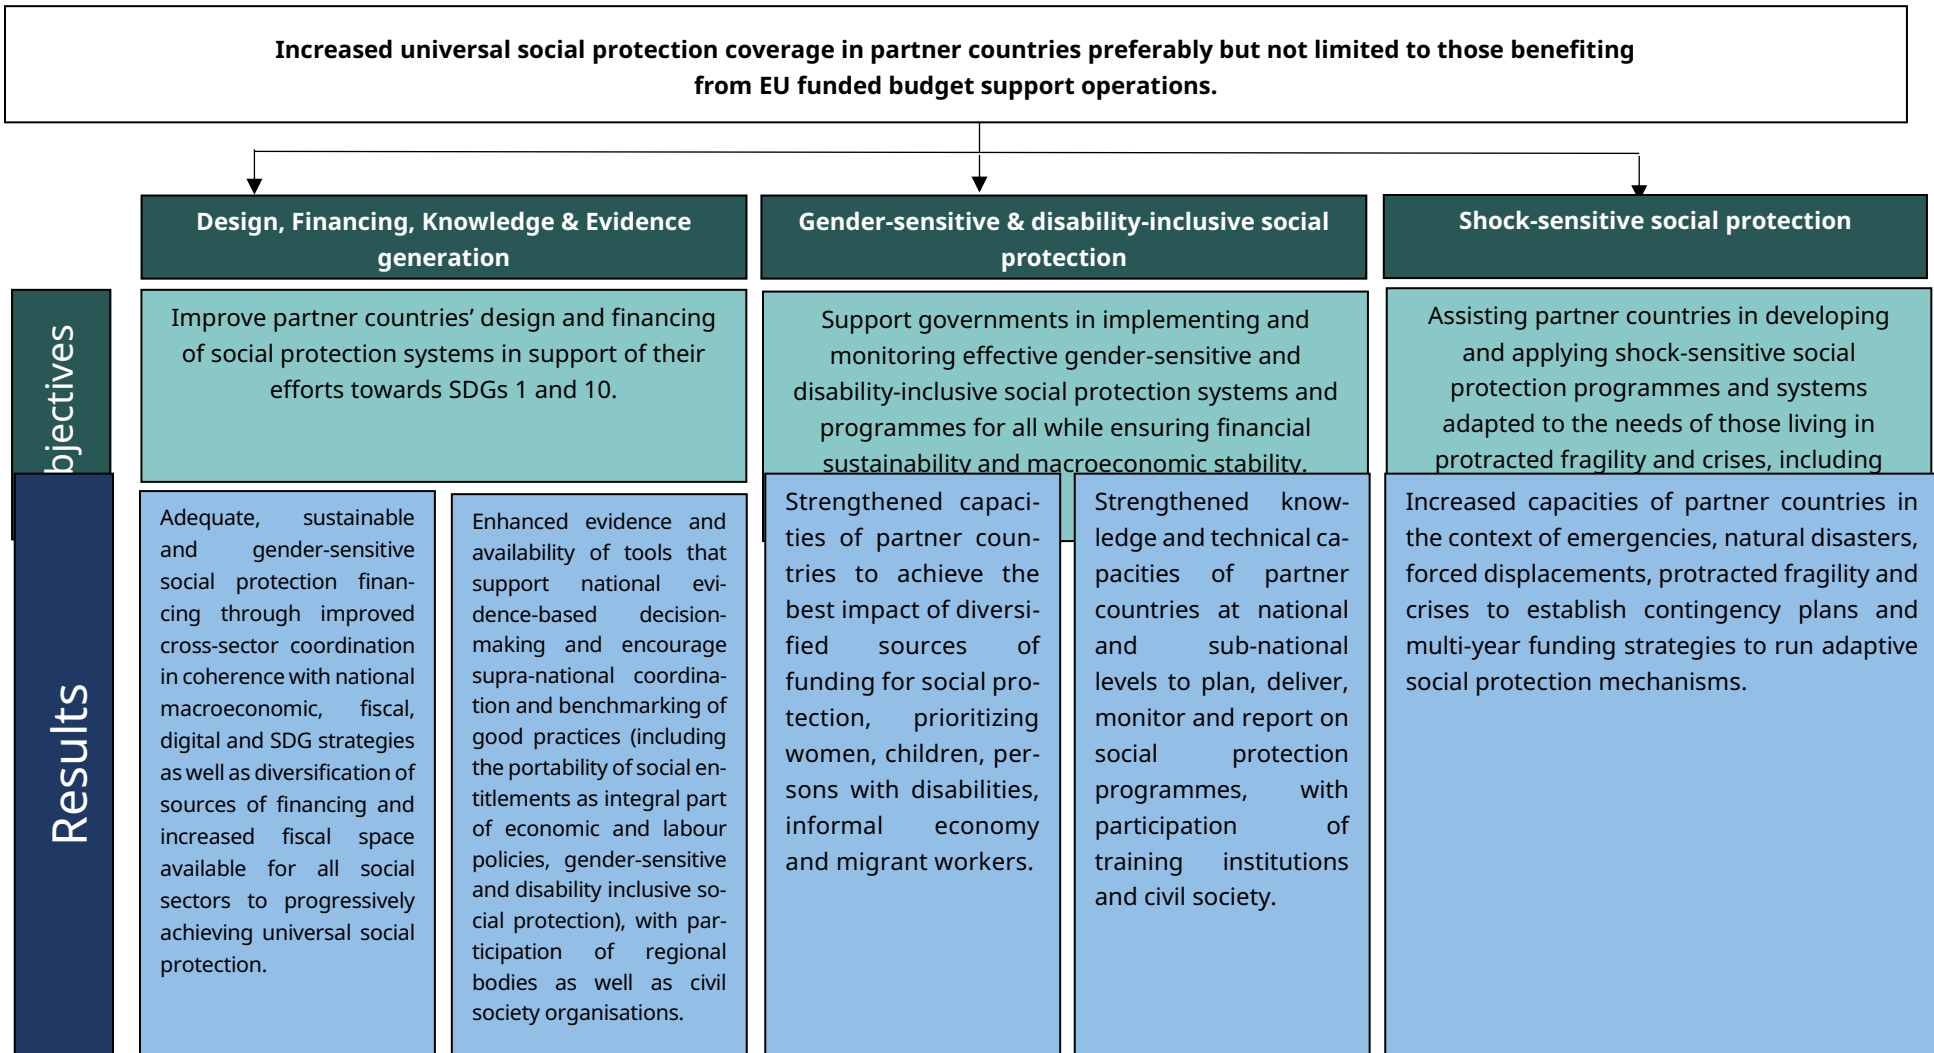 Increased universal social protection coverage in partner countries preferably but not limited to those benefiting
from EU funded budget support operations.
Design, Financing, Knowledge & Evidence
generation
Gender-sensitive & disability-inclusive social
protection
Shock-sensitive social protection
bjectives
Improve partner countries’ design and financing
of social protection systems in support of their
efforts towards SDGs 1 and 10.
Support governments in implementing and
monitoring effective gender-sensitive and
disability-inclusive social protection systems and
programmes for all while ensuring financial
sustainability and macroeconomic stability.
Assisting partner countries in developing
and applying shock-sensitive social
protection programmes and systems
adapted to the needs of those living in
protracted fragility and crises, including
Results
Adequate, sustainable
and gender-sensitive
social protection finan-
cing through improved
cross-sector coordination
in coherence with national
macroeconomic, fiscal,
digital and SDG strategies
as well as diversification of
sources of financing and
increased fiscal space
available for all social
sectors to progressively
achieving universal social
protection.
Enhanced evidence and
availability of tools that
support national evi-
dence-based decision-
making and encourage
supra-national coordina-
tion and benchmarking of
good practices (including
the portability of social en-
titlements as integral part
of economic and labour
policies, gender-sensitive
and disability inclusive so-
cial protection), with par-
ticipation of regional
bodies as well as civil
society organisations.
Strengthened capaci-
ties of partner coun-
tries to achieve the
best impact of diversi-
fied sources of
funding for social pro-
tection, prioritizing
women, children, per-
sons with disabilities,
informal economy
and migrant workers.
Strengthened know-
ledge and technical ca-
pacities of partner
countries at national
and sub-national
levels to plan, deliver,
monitor and report on
social protection
programmes, with
participation of
training institutions
and civil society.
Increased capacities of partner countries in
the context of emergencies, natural disasters,
forced displacements, protracted fragility and
crises to establish contingency plans and
multi-year funding strategies to run adaptive
social protection mechanisms.